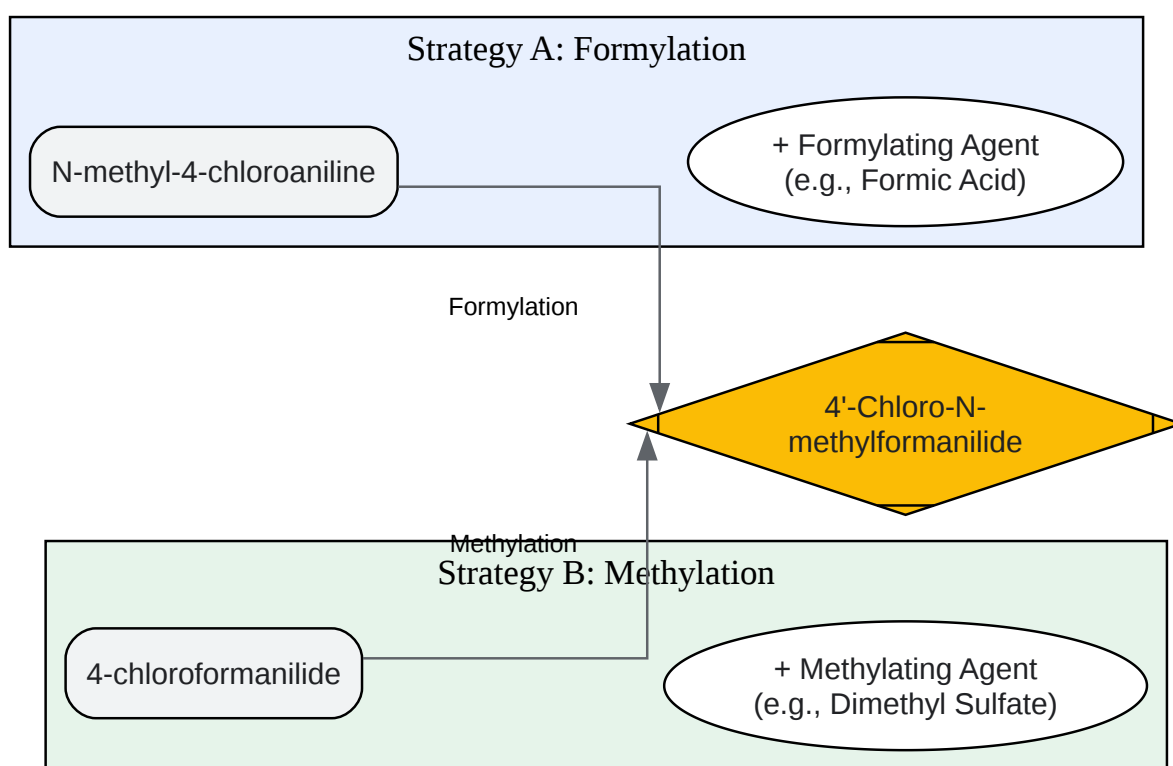 Strategy A: Formylation
N-methyl-4-chloroaniline
+ Formylating Agent
(e.g., Formic Acid)
Formylation
4'-Chloro-N-
methylformanilide
Methylation
Strategy B: Methylation
4-chloroformanilide
+ Methylating Agent
(e.g., Dimethyl Sulfate)